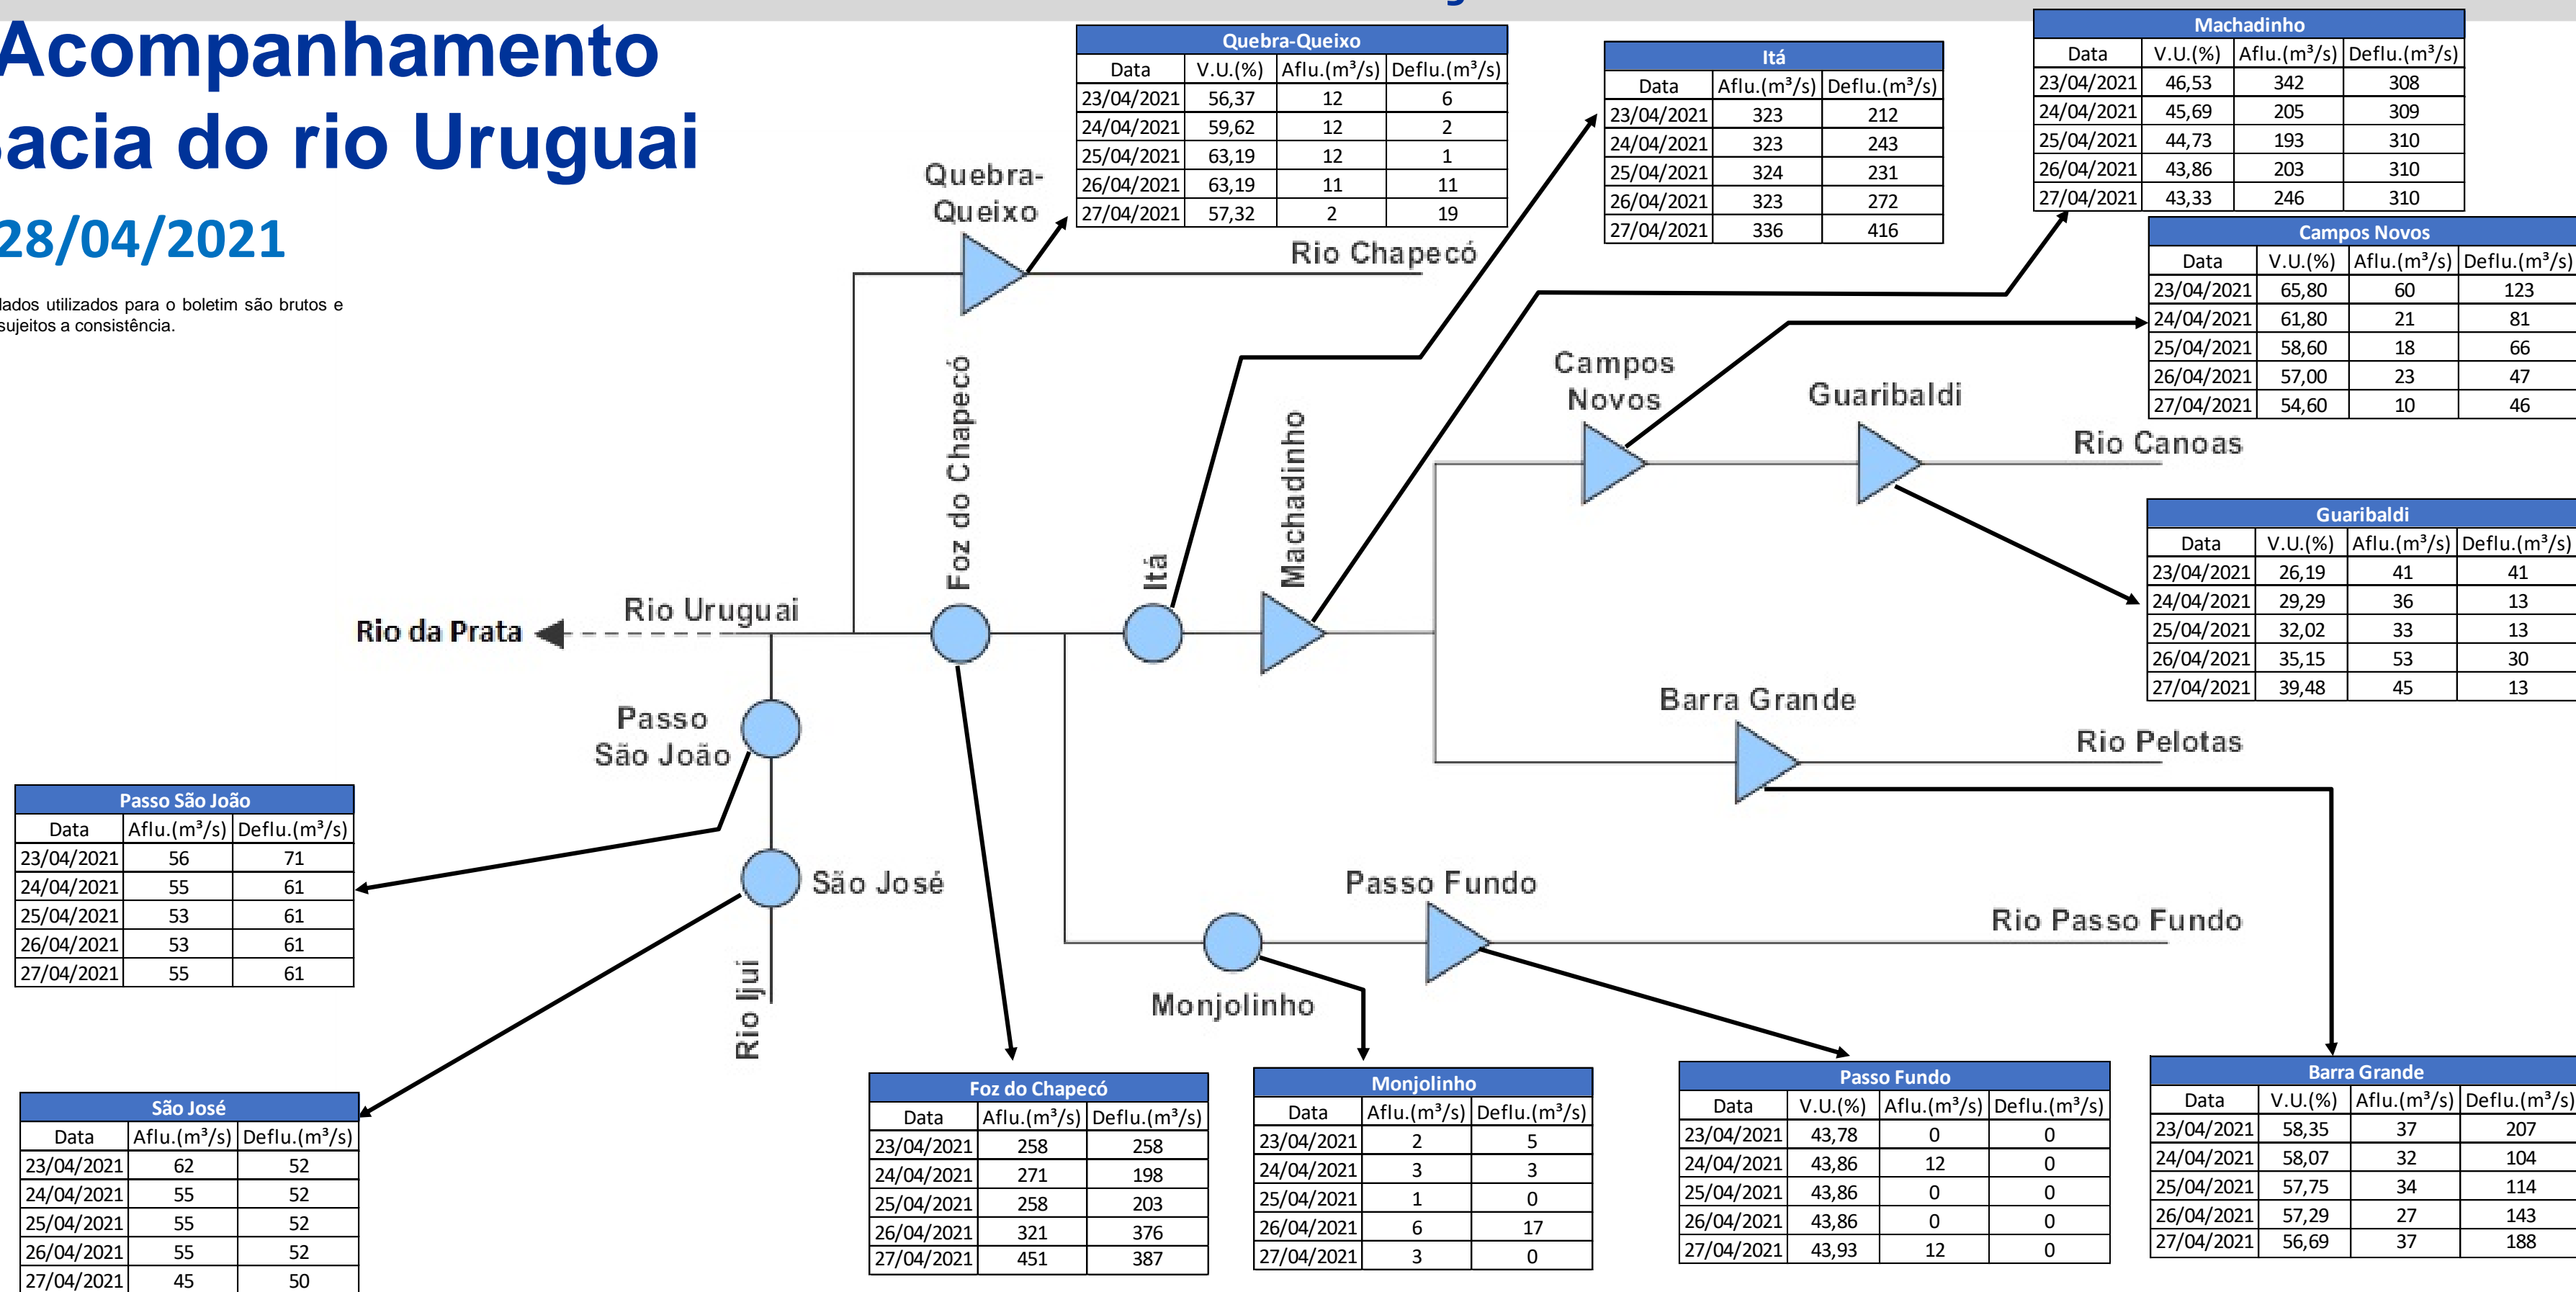 Acompanhamento
acia do rio Uruguai
28/04/2021
dados utilizados para o boletim são brutos e
sujeitos a consistência.
Quebra-Queixo
Data V.U.(%) Aflu.(m³/s) Deflu.(m³/s)
23/04/2021 56,37 12 6
24/04/2021 59,62 12 2
25/04/2021 63,19 12 1
26/04/2021 63,19 11 11
27/04/2021 57,32 2 19
Itá
Data Aflu.(m³/s) Deflu.(m³/s)
23/04/2021 323 212
24/04/2021 323 243
25/04/2021 324 231
26/04/2021 323 272
27/04/2021 336 416
Machadinho
Data V.U.(%) Aflu.(m³/s) Deflu.(m³/s)
23/04/2021 46,53 342 308
24/04/2021 45,69 205 309
25/04/2021 44,73 193 310
26/04/2021 43,86 203 310
27/04/2021 43,33 246 310
Campos Novos
Data V.U.(%) Aflu.(m³/s) Deflu.(m³/s)
23/04/2021 65,80 60 123
24/04/2021 61,80 21 81
25/04/2021 58,60 18 66
26/04/2021 57,00 23 47
27/04/2021 54,60 10 46
Quebra-
Queixo
Rio Chapecó
Foz do Chapecó
Itá
Machadinho
Campos
Novos
Guaribaldi
Rio Canoas
Guaribaldi
Data V.U.(%) Aflu.(m³/s) Deflu.(m³/s)
23/04/2021 26,19 41 41
24/04/2021 29,29 36 13
25/04/2021 32,02 33 13
26/04/2021 35,15 53 30
27/04/2021 39,48 45 13
Rio da Prata
Rio Uruguai
Passo
São João
Barra Grande
Rio Pelotas
São José
Rio Ijuí
Passo Fundo
Rio Passo Fundo
Monjolinho
Passo São João
Data Aflu.(m³/s) Deflu.(m³/s)
23/04/2021 56 71
24/04/2021 55 61
25/04/2021 53 61
26/04/2021 53 61
27/04/2021 55 61
São José
Data Aflu.(m³/s) Deflu.(m³/s)
23/04/2021 62 52
24/04/2021 55 52
25/04/2021 55 52
26/04/2021 55 52
27/04/2021 45 50
Foz do Chapecó
Data Aflu.(m³/s) Deflu.(m³/s)
23/04/2021 258 258
24/04/2021 271 198
25/04/2021 258 203
26/04/2021 321 376
27/04/2021 451 387
Monjolinho
Data Aflu.(m³/s) Deflu.(m³/s)
23/04/2021 2 5
24/04/2021 3 3
25/04/2021 1 0
26/04/2021 6 17
27/04/2021 3 0
Passo Fundo
Data V.U.(%) Aflu.(m³/s) Deflu.(m³/s)
23/04/2021 43,78 0 0
24/04/2021 43,86 12 0
25/04/2021 43,86 0 0
26/04/2021 43,86 0 0
27/04/2021 43,93 12 0
Barra Grande
Data V.U.(%) Aflu.(m³/s) Deflu.(m³/s)
23/04/2021 58,35 37 207
24/04/2021 58,07 32 104
25/04/2021 57,75 34 114
26/04/2021 57,29 27 143
27/04/2021 56,69 37 188